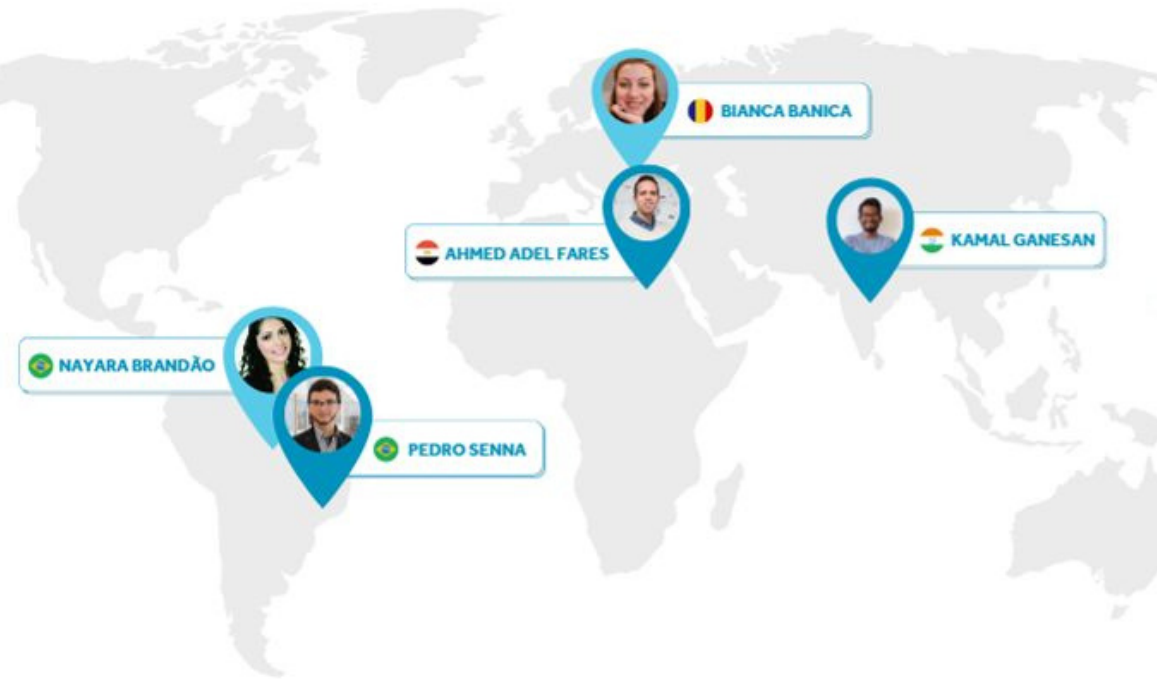 BIANCA BANICA
AHMED ADEL FARES
KAMAL GANESAN
NAYARA BRANDÃO
PEDRO SENNA